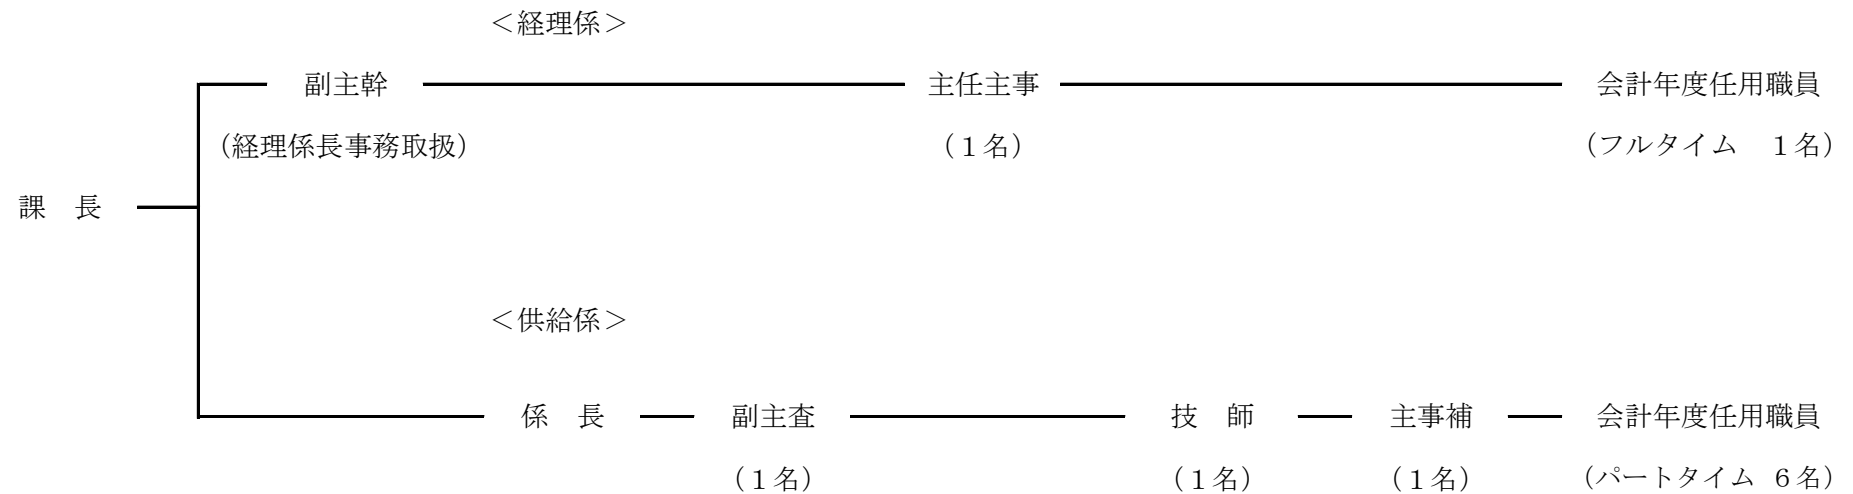 ＜経理係＞
副主幹 主任主事 会計年度任用職員
（経理係長事務取扱） （１名） （フルタイム　１名）
課　長
＜供給係＞
係　長 副主査 技　師 主事補 会計年度任用職員
（１名） （１名） （１名） （パートタイム ６名）